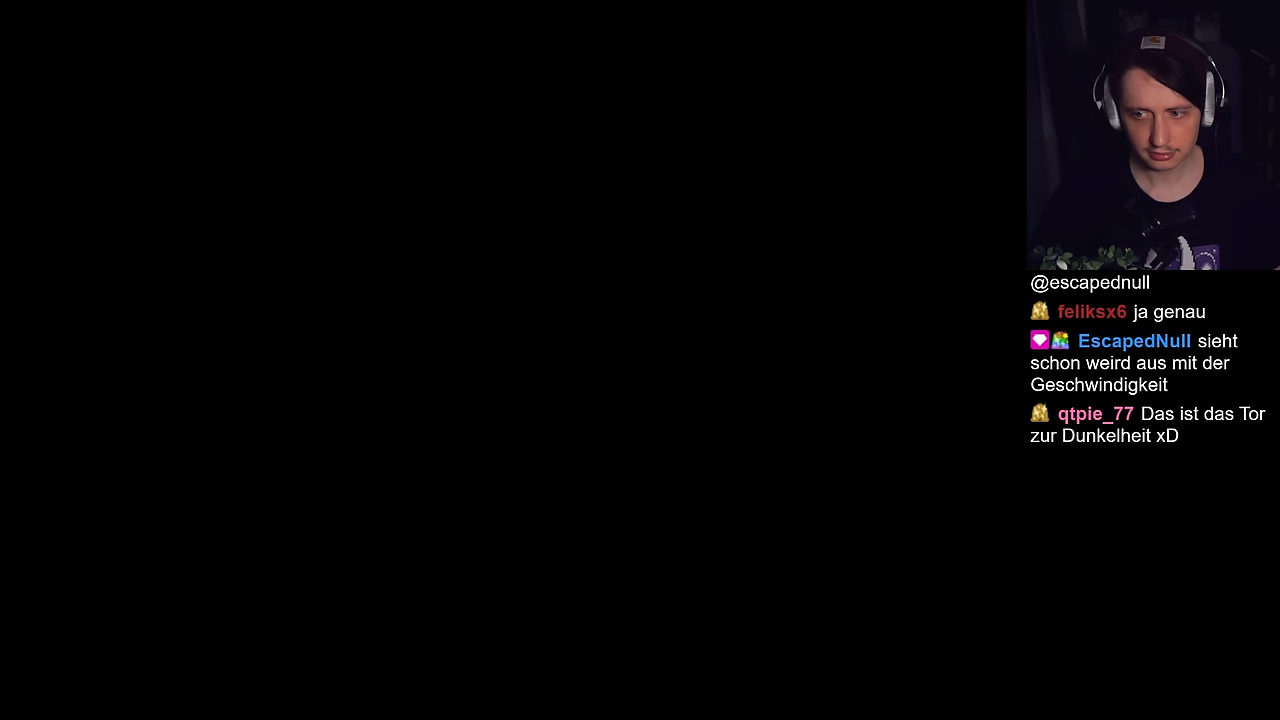 @escapednull
feliksx6 ja genau
EscapedNull sieht
schon weird aus mit der
Geschwindigkeit
qtpie_77 Das ist das Tor
zur Dunkelheit xD